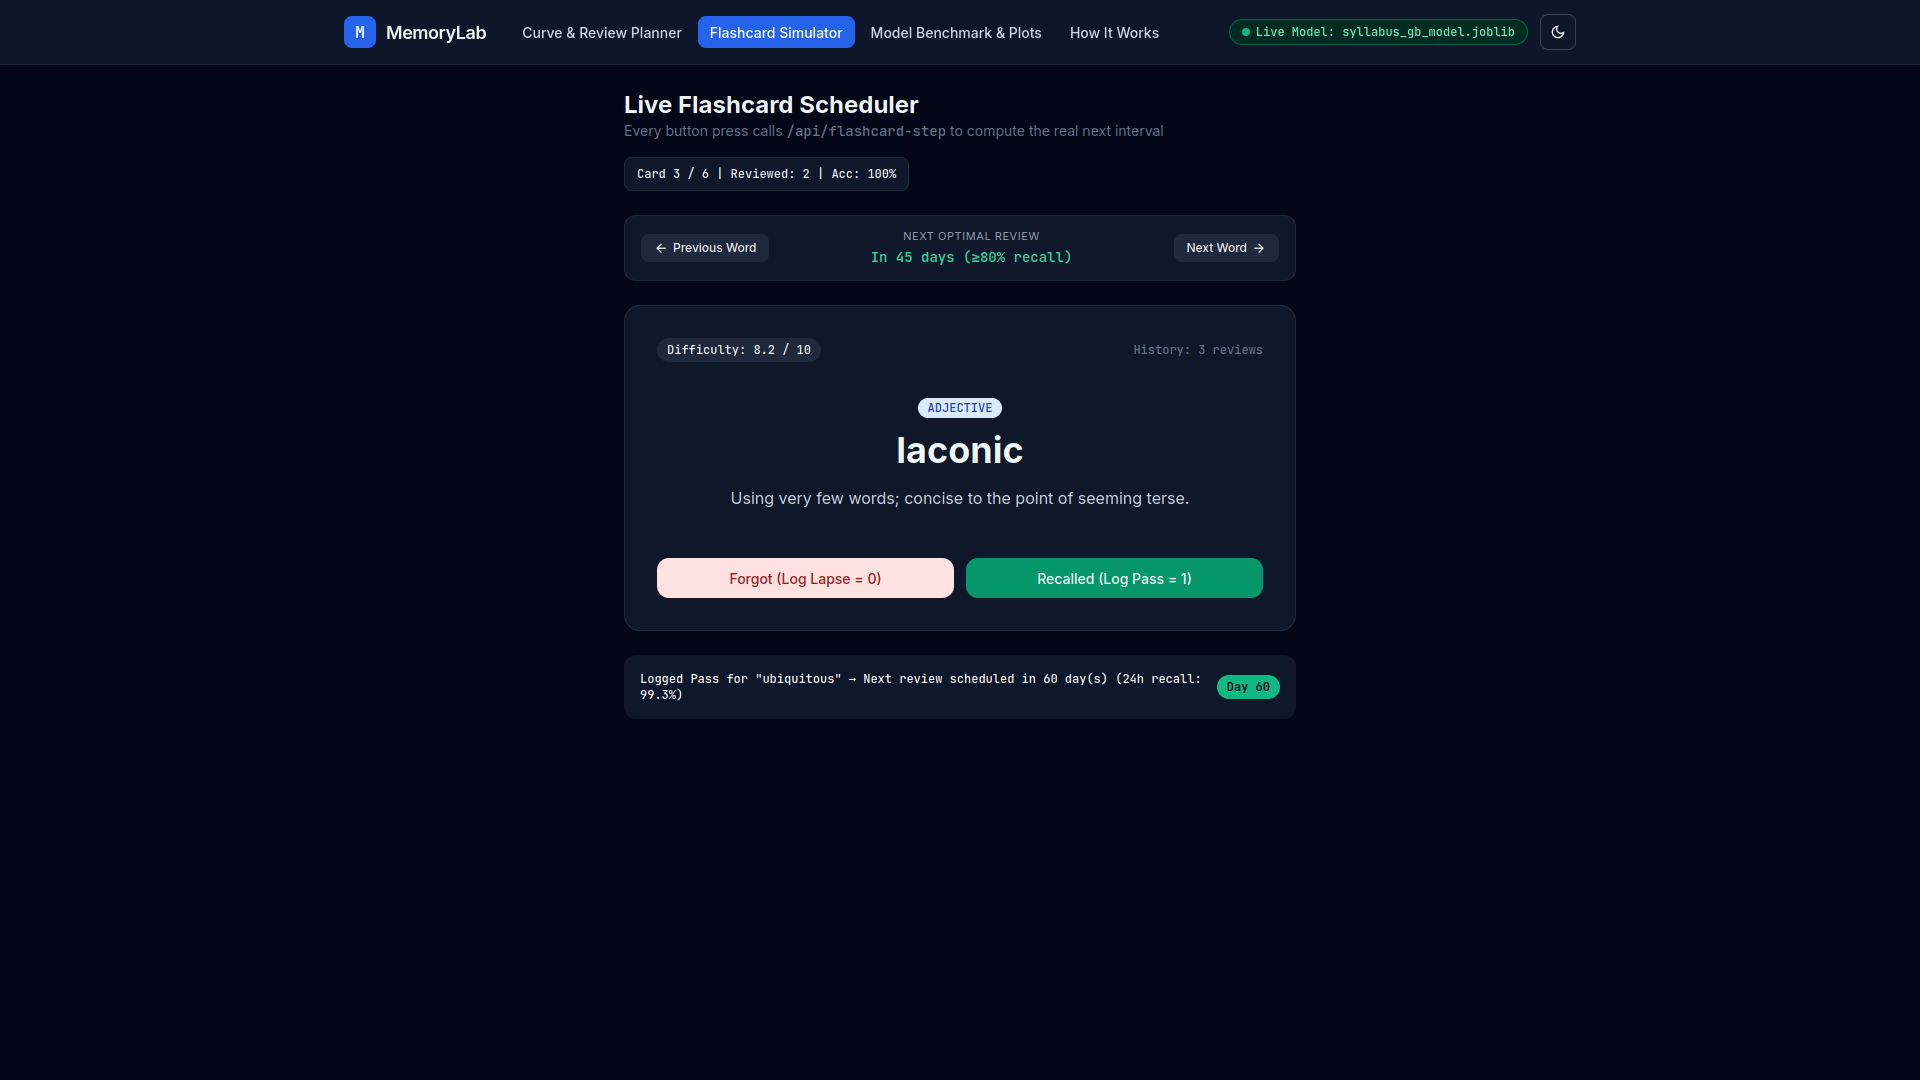 M MemoryLab Curve & Review Planner Flashcard Simulator Model Benchmark & Plots How It Works Live Model: syllabus_gb_model.joblib
Live Flashcard Scheduler
Every button press calls /api/flashcard-step to compute the real next interval
Card 3 / 6 | Reviewed: 2 | Acc: 100%
← Previous Word
NEXT OPTIMAL REVIEW
In 45 days (≥80% recall)
Next Word →
Difficulty: 8.2 / 10 History: 3 reviews
ADJECTIVE
laconic
Using very few words; concise to the point of seeming terse.
Forgot (Log Lapse = 0) Recalled (Log Pass = 1)
Logged Pass for "ubiquitous" → Next review scheduled in 60 day(s) (24h recall:
99.3%)
Day 60